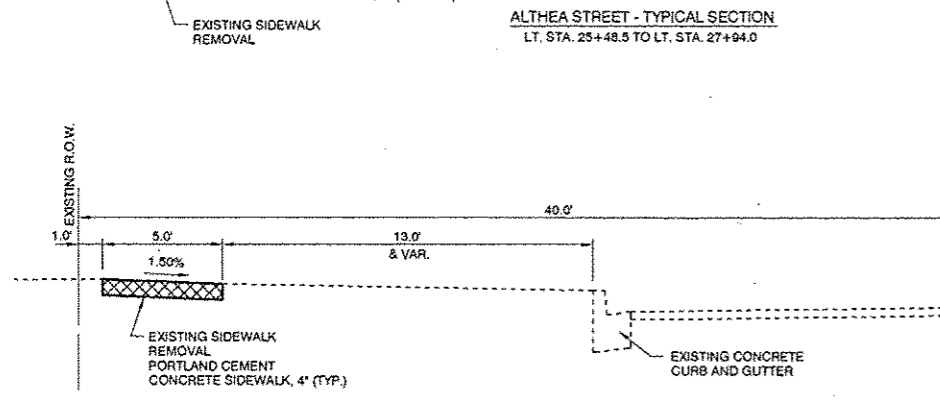 EXISTING SIDEWALK
REMOVAL
ALTHEA STREET - TYPICAL SECTION
LT. STA. 25+48.5 TO LT. STA. 27+94.0
EXISTING R.O.W.
40.0'
1.0'
5.0'
13.0'
& VAR.
1.50%
EXISTING SIDEWALK
REMOVAL
PORTLAND CEMENT
CONCRETE SIDEWALK, 4" (TYP.)
EXISTING CONCRETE
CURB AND GUTTER